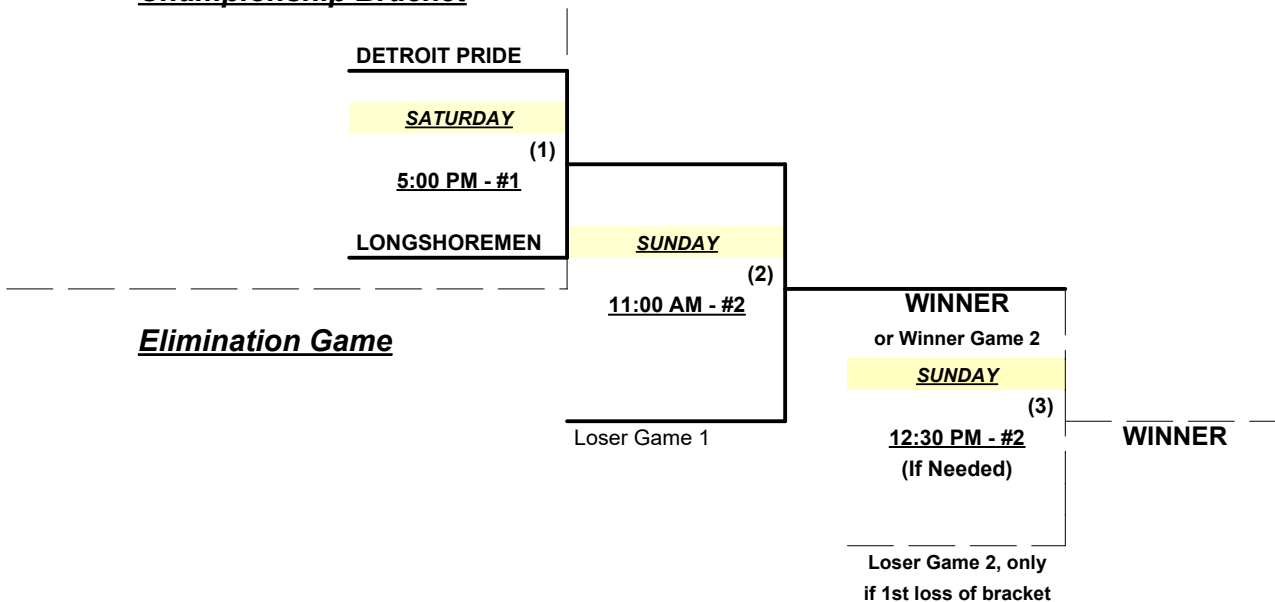 Championship Bracket
DETROIT PRIDE
SATURDAY
(1)
5:00 PM - #1
LONGSHOREMEN
SUNDAY
(2)
11:00 AM - #2
WINNER
Elimination Game
or Winner Game 2
SUNDAY
(3)
Loser Game 1
12:30 PM - #2
WINNER
(If Needed)
Loser Game 2, only
if 1st loss of bracket